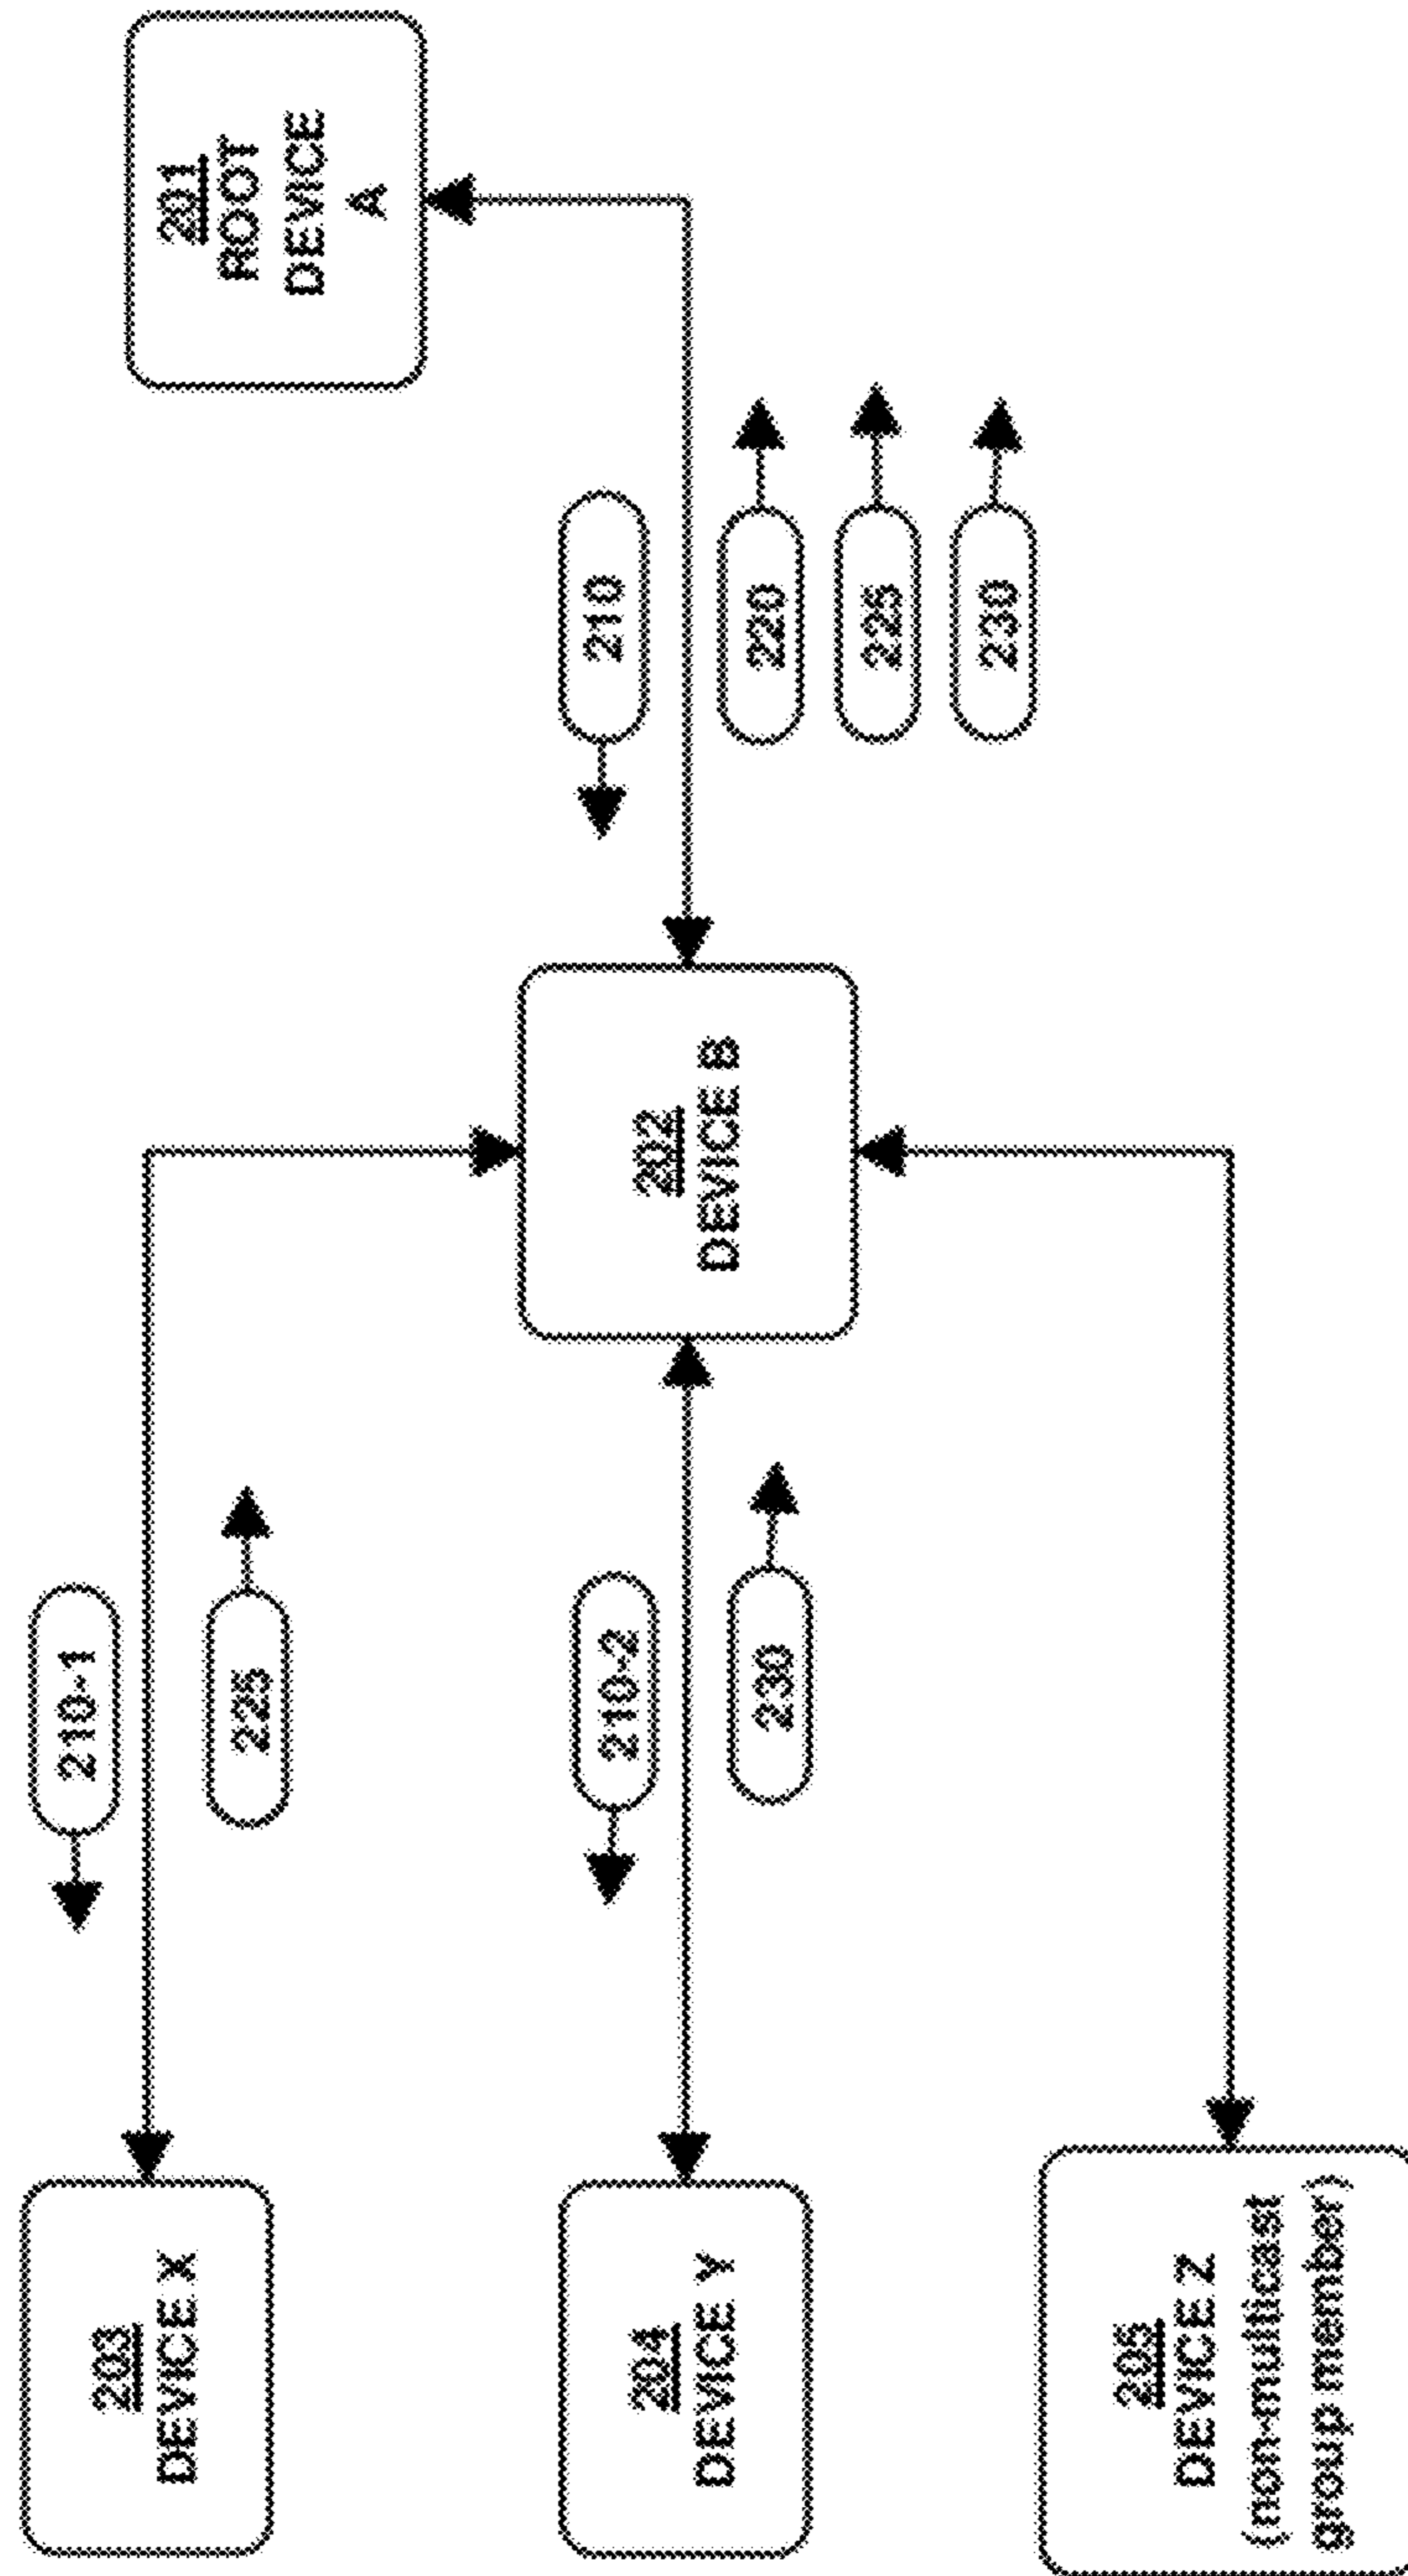 203
DEVICE X
210-1
225
201
ROOT
DEVICE
A
204
DEVICE Y
210-2
230
202
DEVICE B
210
220
225
230
205
DEVICE Z
(non-multicast
group member)